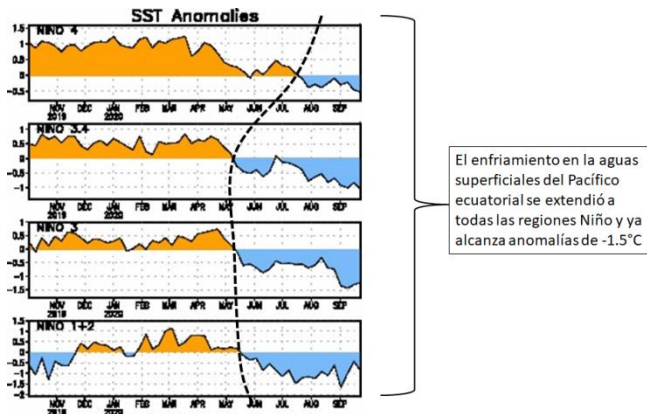 SST Anomalies
NINO 4
1.5
1
0.5
0
-0.5
NOV 2019 DEC JAN 2020 FEB MAR APR MAY JUN JUL AUG SEP
NINO 3.4
1
0.5
0
-0.5
-1
NOV 2019 DEC JAN 2020 FEB MAR APR MAY JUN JUL AUG SEP
NINO 3
1
0.5
0
-0.5
-1
-1.5
NOV 2019 DEC JAN 2020 FEB MAR APR MAY JUN JUL AUG SEP
NINO 1+2
1.5
1
0.5
0
-0.5
-1
-1.5
-2
NOV 2019 DEC JAN 2020 FEB MAR APR MAY JUN JUL AUG SEP
El enfriamiento en la aguas
superficiales del Pacífico
ecuatorial se extendió a
todas las regiones Niño y ya
alcanza anomalías de -1.5°C